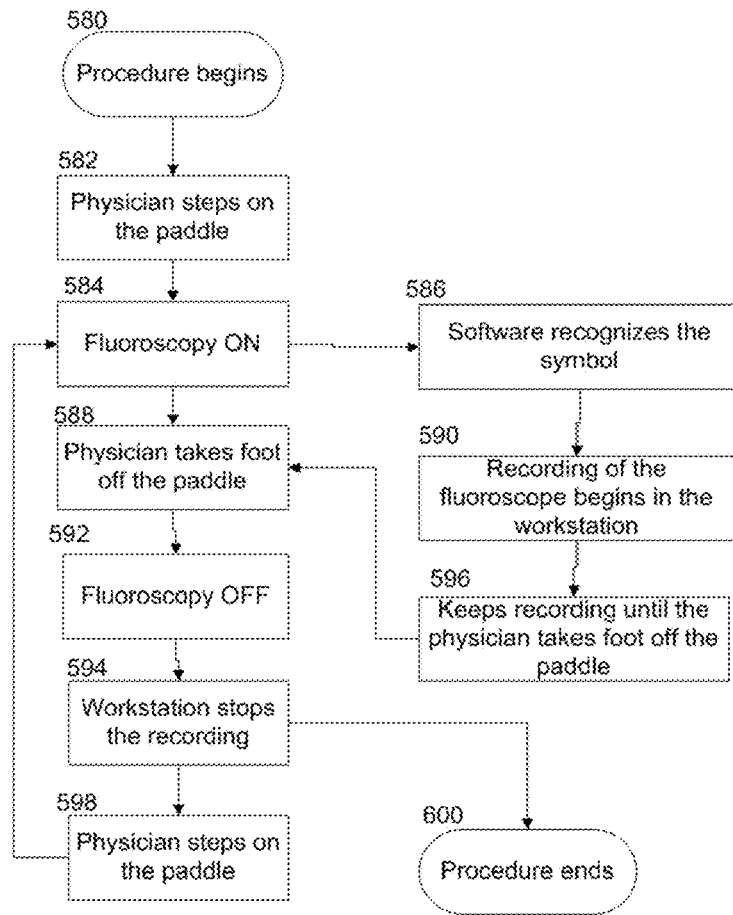 580
Procedure begins
582
Physician steps on
the paddle
584
Fluoroscopy ON
586
Software recognizes the
symbol
588
Physician takes foot
off the paddle
590
Recording of the
fluoroscope begins in the
workstation
592
Fluoroscopy OFF
596
Keeps recording until the
physician takes foot off the
paddle
594
Workstation stops
the recording
598
Physician steps on
the paddle
600
Procedure ends